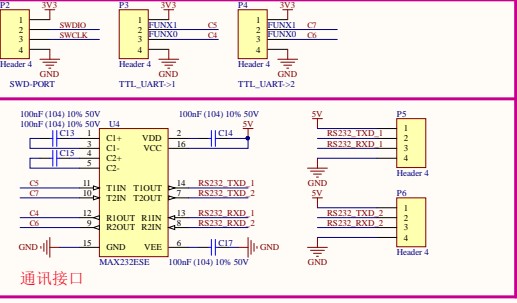 P2 3V3 P3 3V3 P4 3V3
1 1 1
2 SWDIO 2 FUNX1 C5 2 FUNX1 C7
3 SWCLK 3 FUNX0 C4 3 FUNX0 C6
4 4 4
Header 4 GND Header 4 GND Header 4 GND
SWD-PORT TTL_UART->1 TTL_UART->2
100nF (104) 10% 50V 100nF (104) 10% 50V
100nF (104) 10% 50V U4 5V 5V P5
C13 1 C1+ VDD 2 C14 1
3 C1- VCC 16 RS232_TXD_1 2
C15 4 C2+ RS232_RXD_1 3
5 C2- 4
GND Header 4
C5 11 T1IN T1OUT 14 RS232_TXD_1
C7 10 T2IN T2OUT 7 RS232_TXD_2 5V P6
1
C4 12 R1OUT R1IN 13 RS232_RXD_1 RS232_TXD_2 2
C6 9 R2OUT R2IN 8 RS232_RXD_2 RS232_RXD_2 3
4
GND 15 GND VEE 6 C17 GND GND Header 4
MAX232ESE 100nF (104) 10% 50V
通讯接口